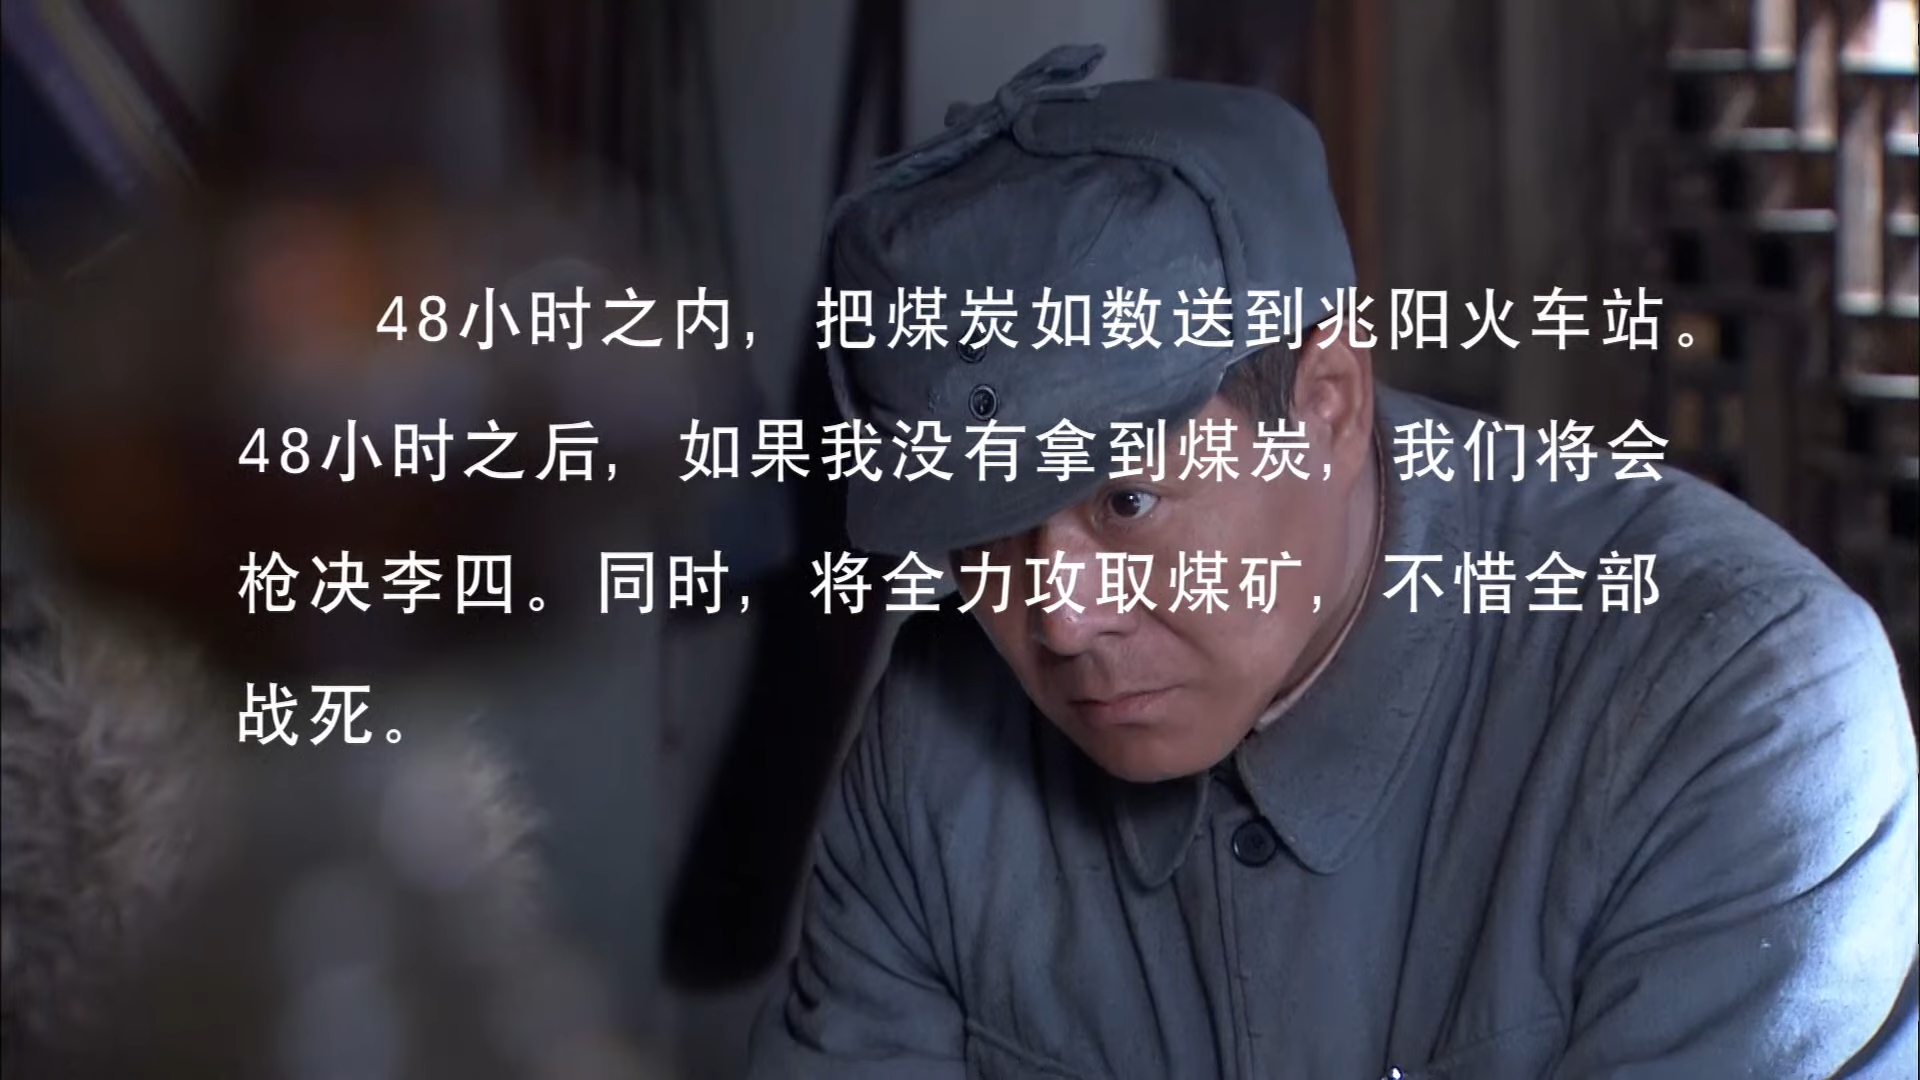 48小时之内，把煤炭如数送到兆阳火车站。
48小时之后，如果我没有拿到煤炭，我们将会
枪决李四。同时，将全力攻取煤矿，不惜全部
战死。